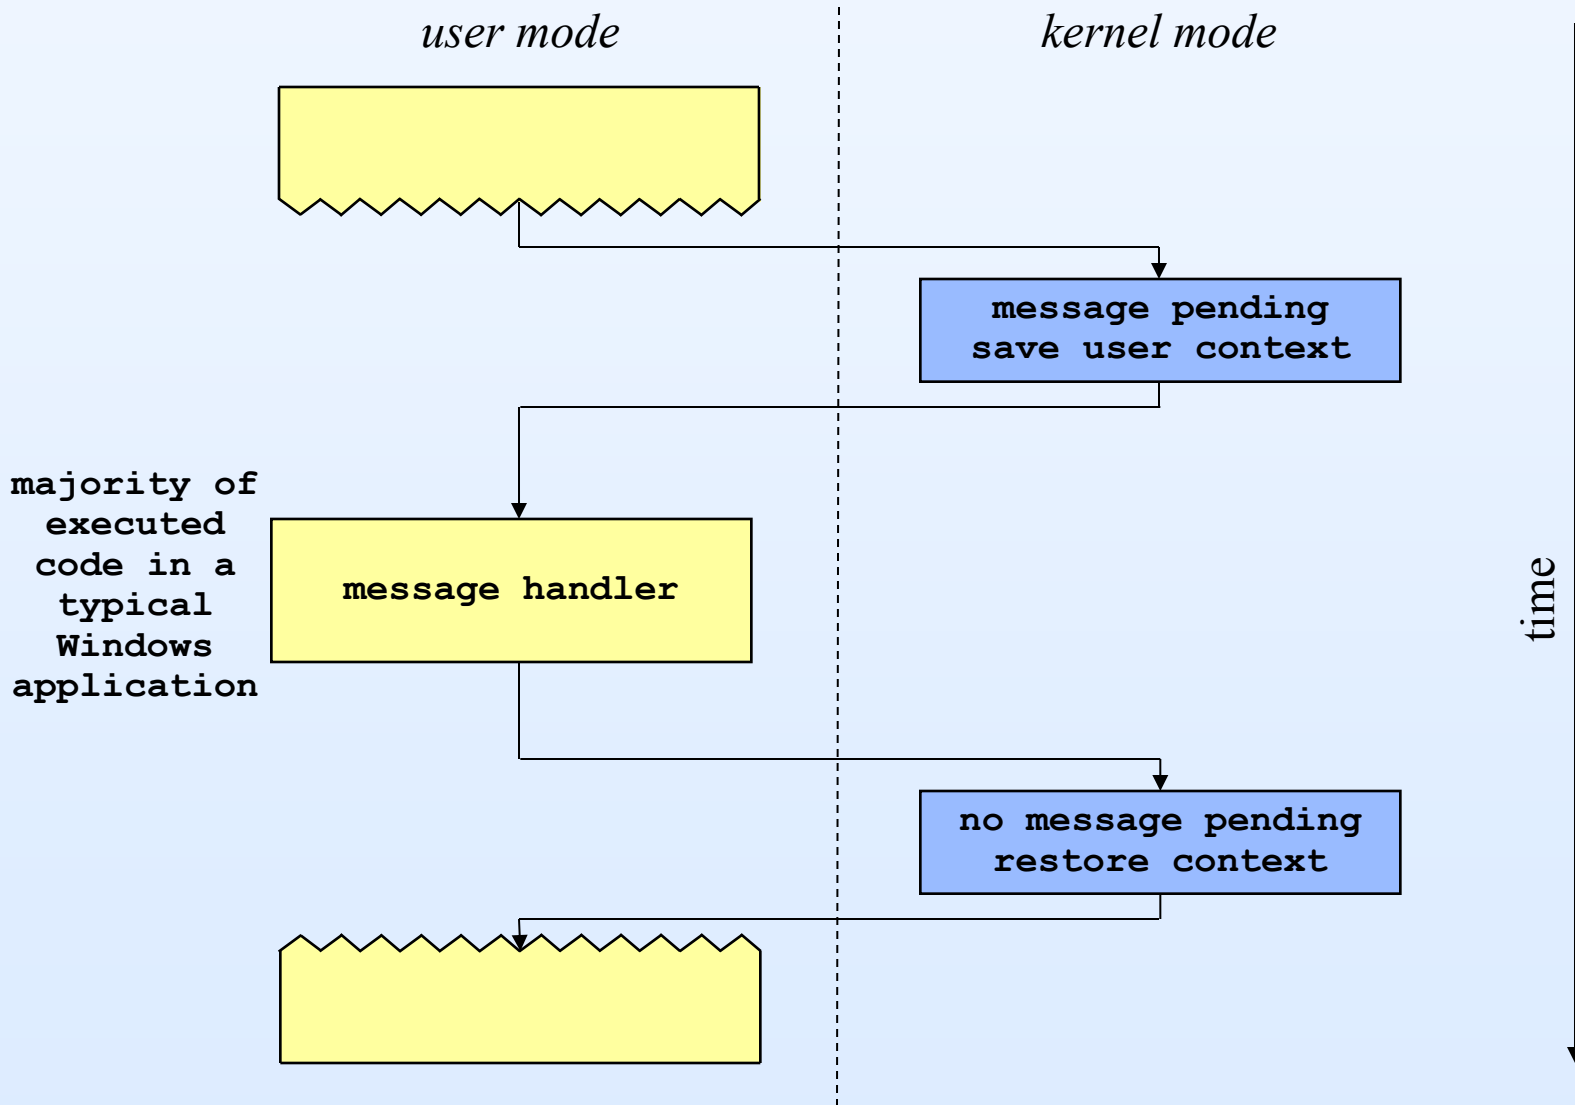 user mode
kernel mode
message pending
save user context
majority of
executed
code in a
typical
Windows
application
message handler
time
no message pending
restore context